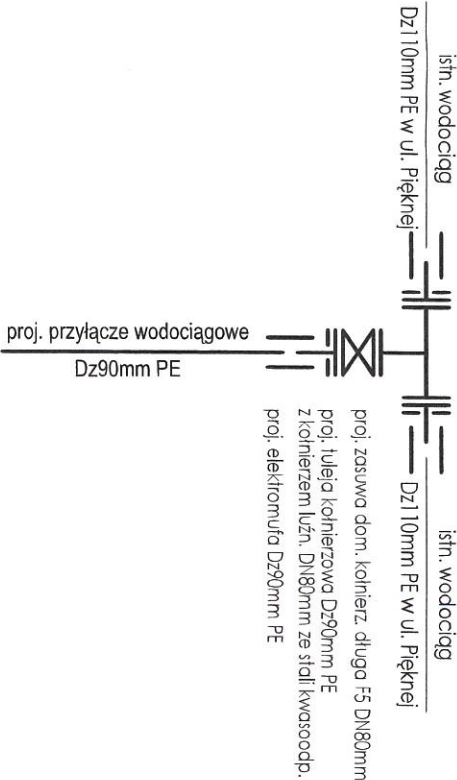 istn. wodociąg
Dz110mm PE w ul. Pięknej
istn. wodociąg
Dz110mm PE w ul. Pięknej
proj. przyłącze wodociągowe
Dz90mm PE
proj. zasuwa dom. kołnierz. długa F5 DN80mm
proj. tuleja kołnierzowa Dz90mm PE
z kołnierzem luźn. DN80mm ze stali kwasoodp.
proj. elektromufa Dz90mm PE